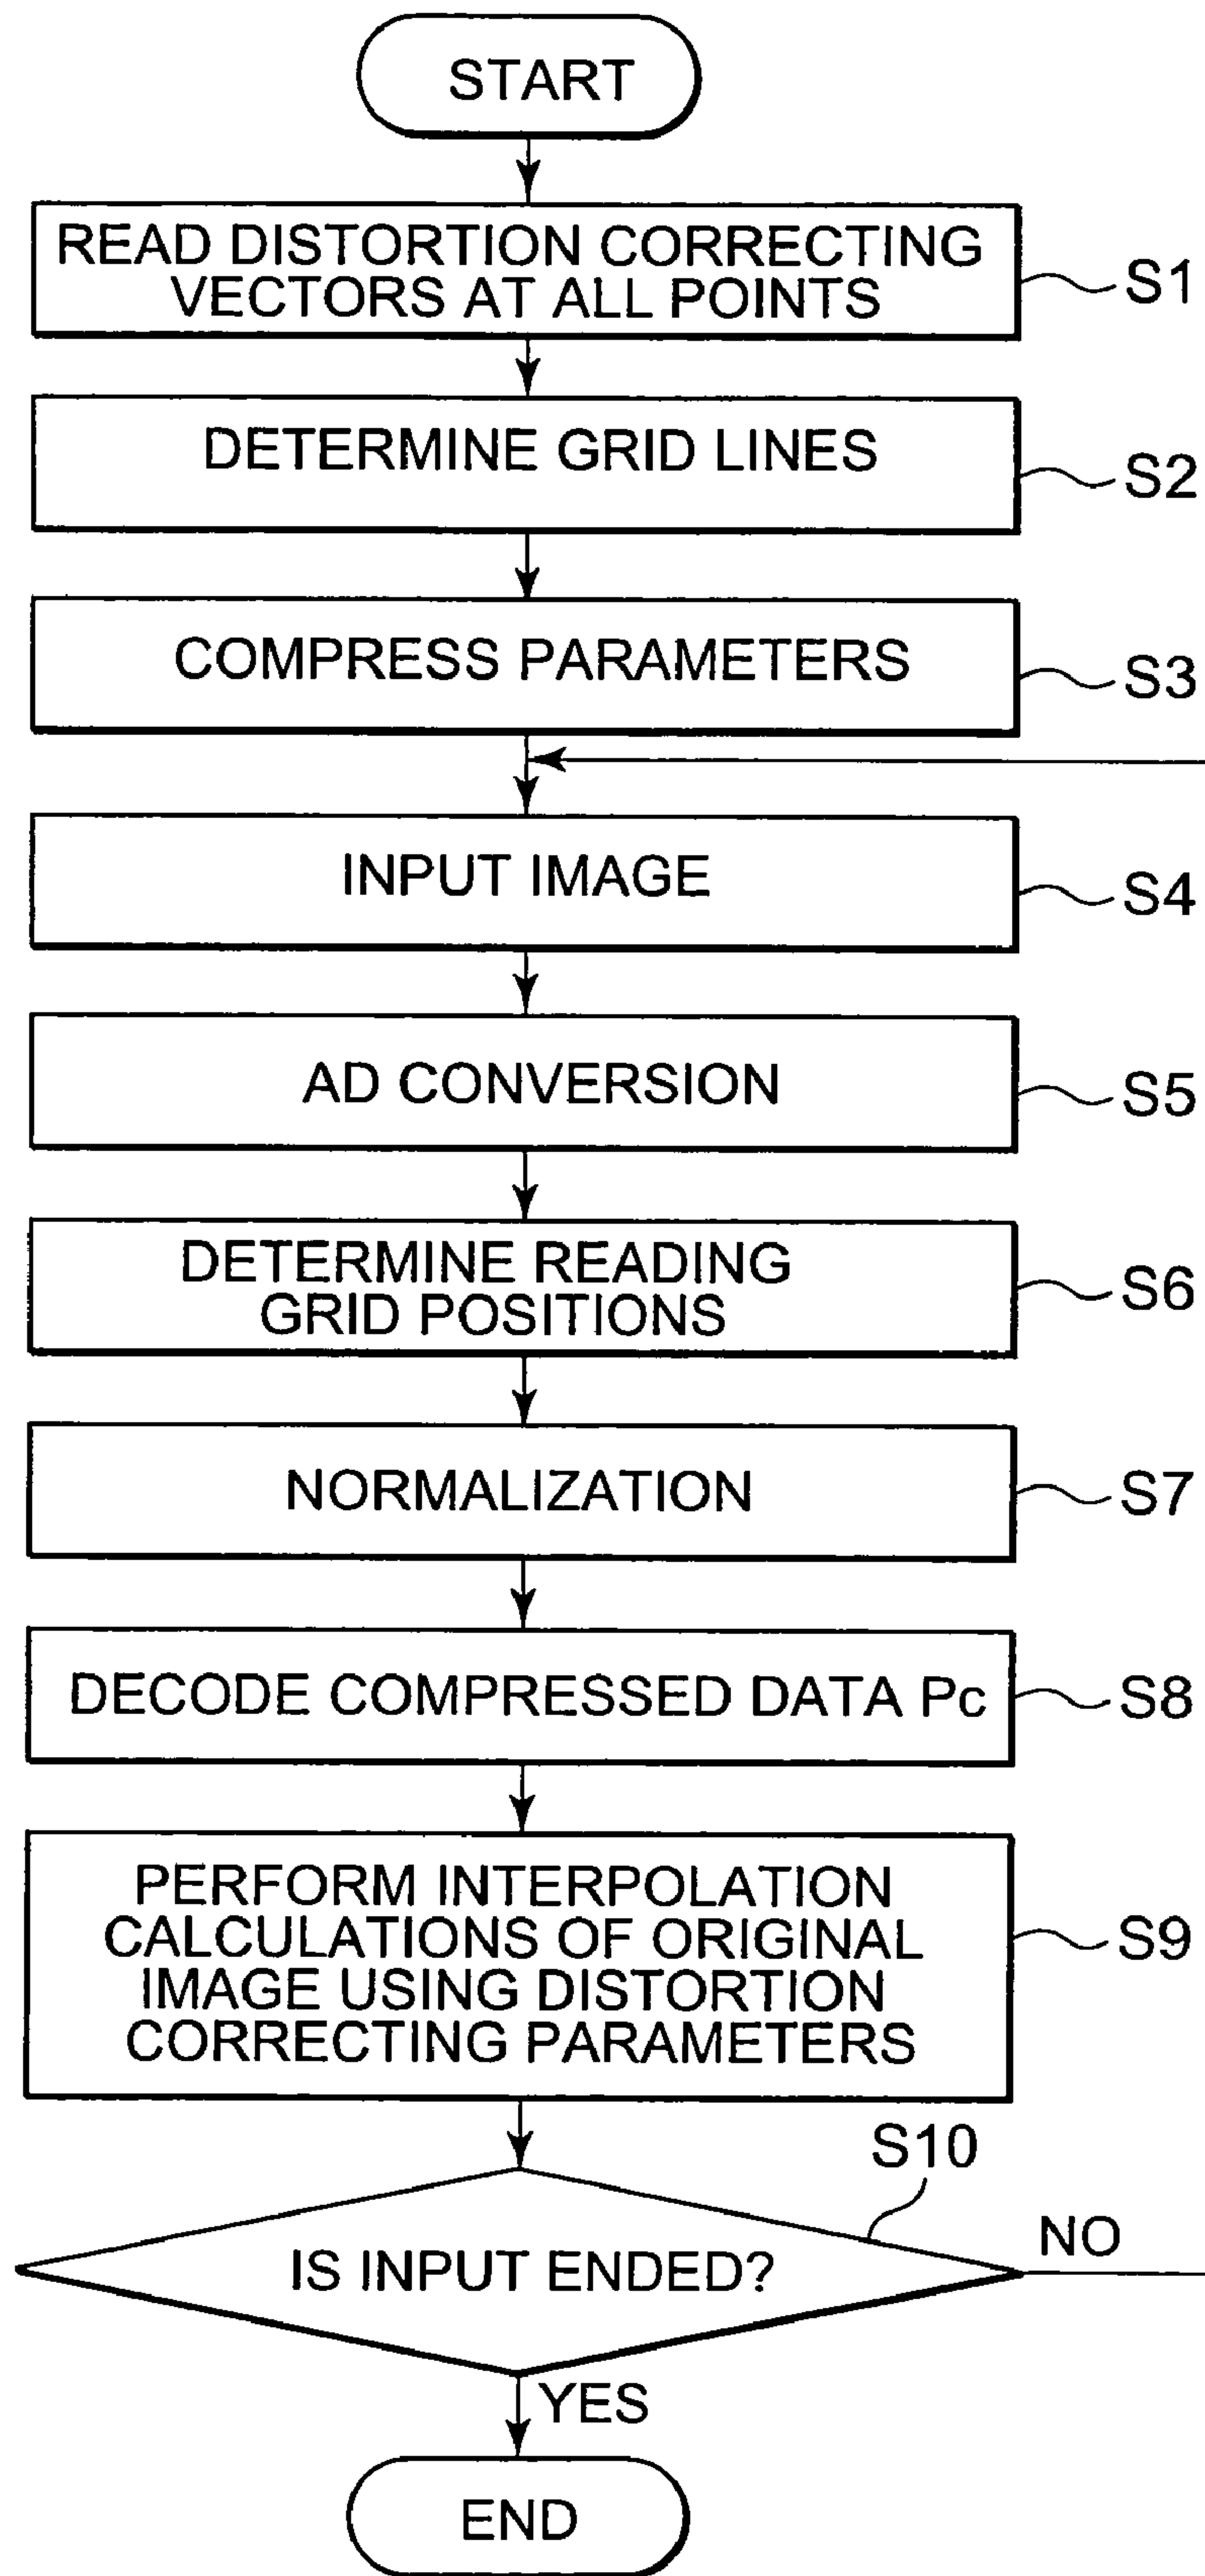 START
READ DISTORTION CORRECTING
VECTORS AT ALL POINTS
S1
DETERMINE GRID LINES
S2
COMPRESS PARAMETERS
S3
INPUT IMAGE
S4
AD CONVERSION
S5
DETERMINE READING
GRID POSITIONS
S6
NORMALIZATION
S7
DECODE COMPRESSED DATA Pc
S8
PERFORM INTERPOLATION
CALCULATIONS OF ORIGINAL
IMAGE USING DISTORTION
CORRECTING PARAMETERS
S9
S10
IS INPUT ENDED?
NO
YES
END